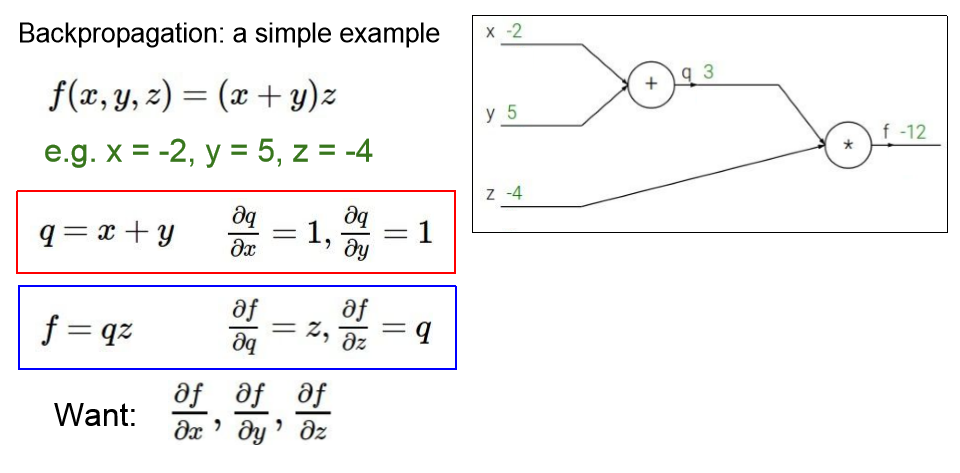 Backpropagation: a simple example
f(x, y, z) = (x + y)z
e.g. x = -2, y = 5, z = -4
q = x + y ∂q/∂x = 1, ∂q/∂y = 1
f = qz ∂f/∂q = z, ∂f/∂z = q
Want: ∂f/∂x, ∂f/∂y, ∂f/∂z
x -2
+
q 3
y 5
*
f -12
z -4